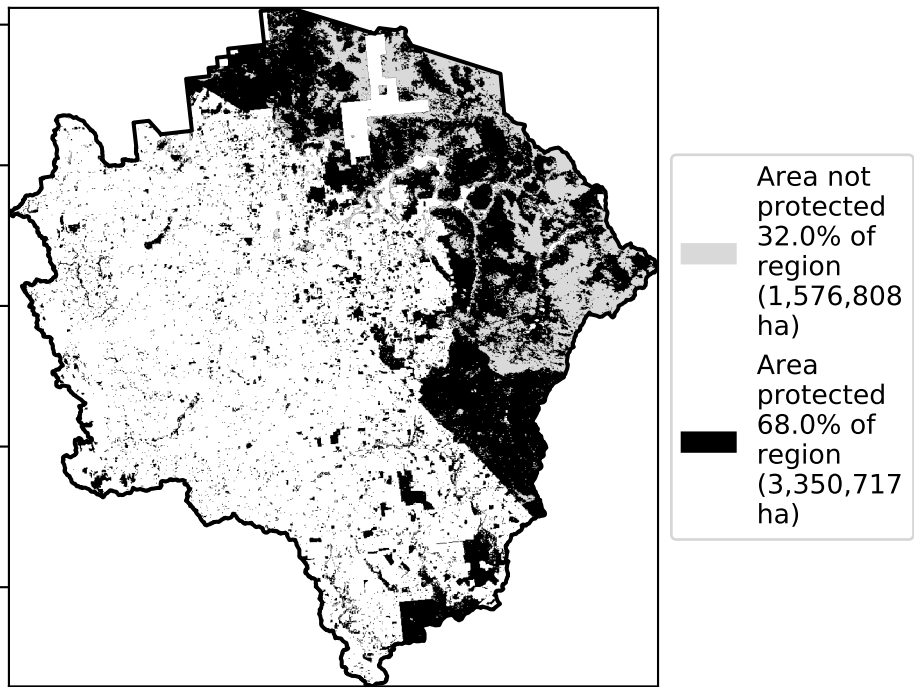 Area not
protected
32.0% of
region
(1,576,808
ha)
Area
protected
68.0% of
region
(3,350,717
ha)